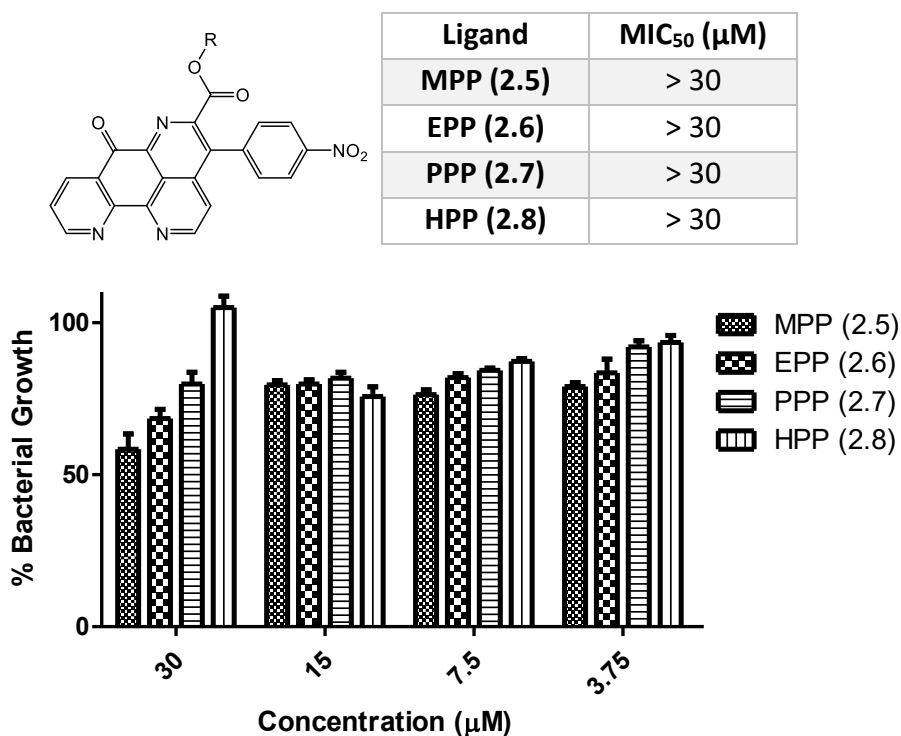 R
O
O
O
N
NO₂
N
N
Ligand MIC₅₀ (µM)
MPP (2.5) > 30
EPP (2.6) > 30
PPP (2.7) > 30
HPP (2.8) > 30
% Bacterial Growth
100
50
0
30 15 7.5 3.75
Concentration (µM)
MPP (2.5)
EPP (2.6)
PPP (2.7)
HPP (2.8)